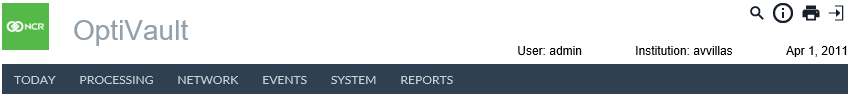 NCR
OptiVault
User: admin Institution: avvillas Apr 1, 2011
TODAY PROCESSING NETWORK EVENTS SYSTEM REPORTS